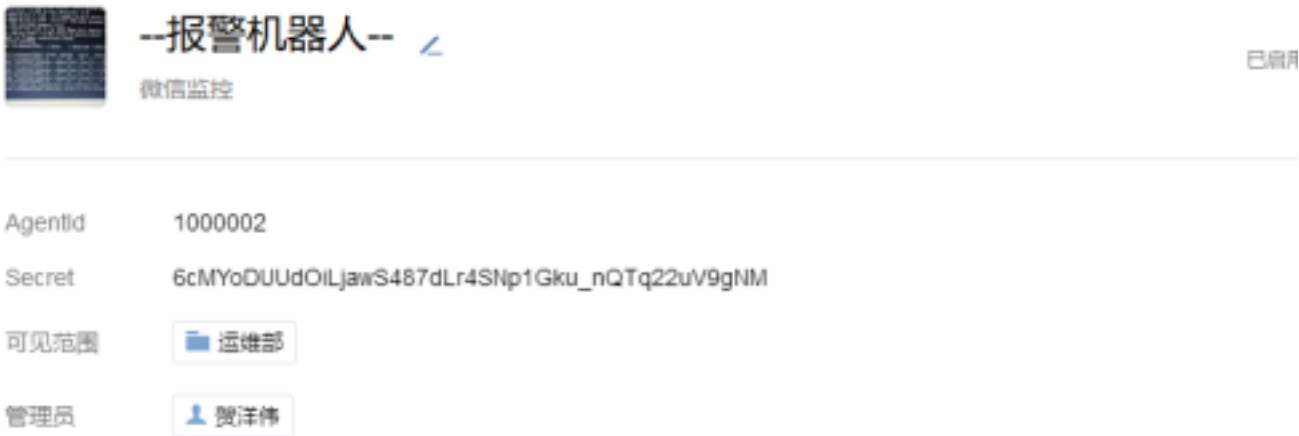 --报警机器人--
微信监控
已启用
AgentId 1000002
Secret 6cMYoDUUdOiLjawS487dLr4SNp1Gku_nQTq22uV9gNM
可见范围 运维部
管理员 贺洋伟